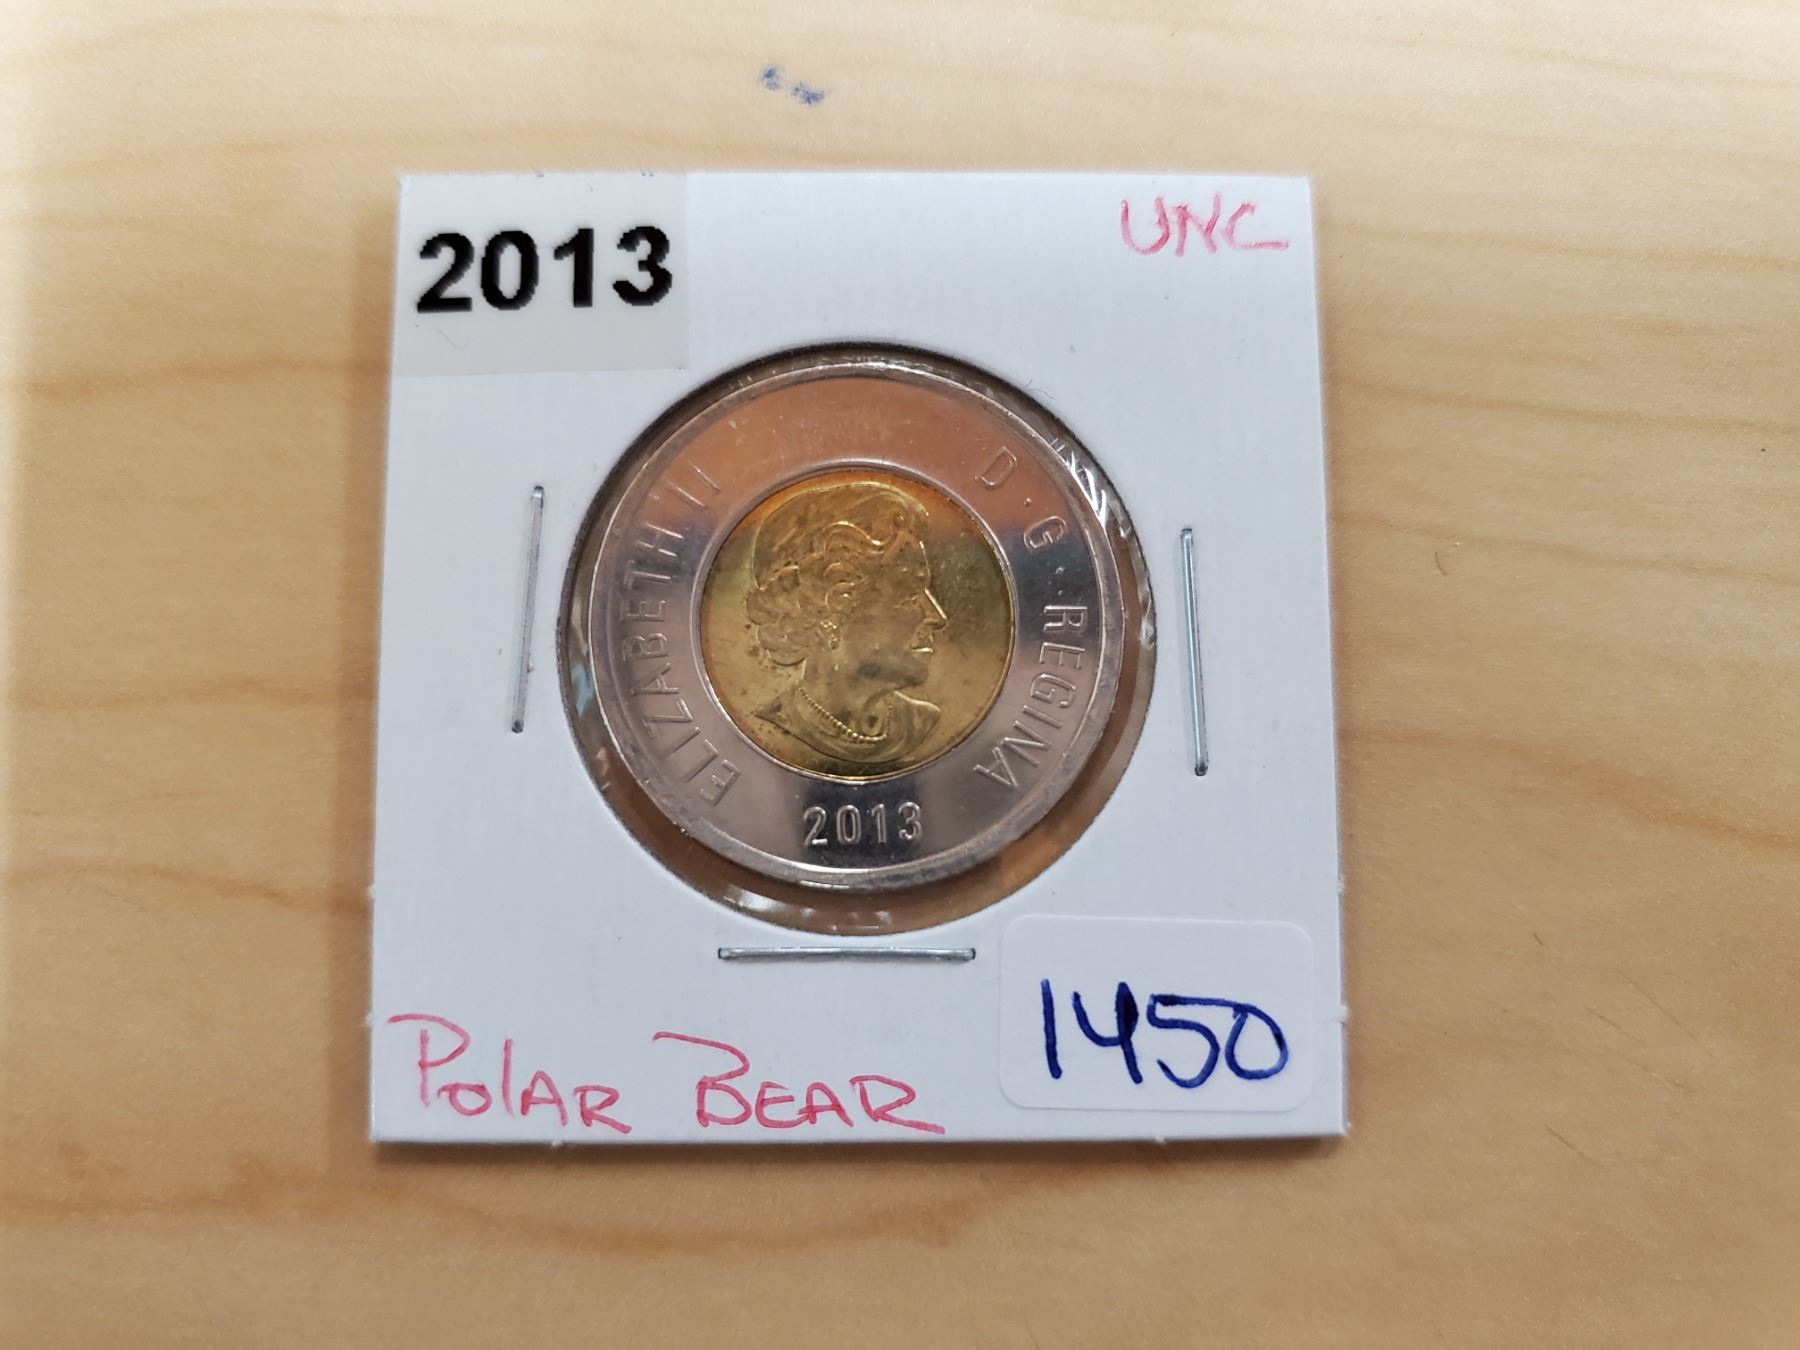 2013
UNC
ELIZABETH II D · G · REGINA
2013
1450
POLAR BEAR